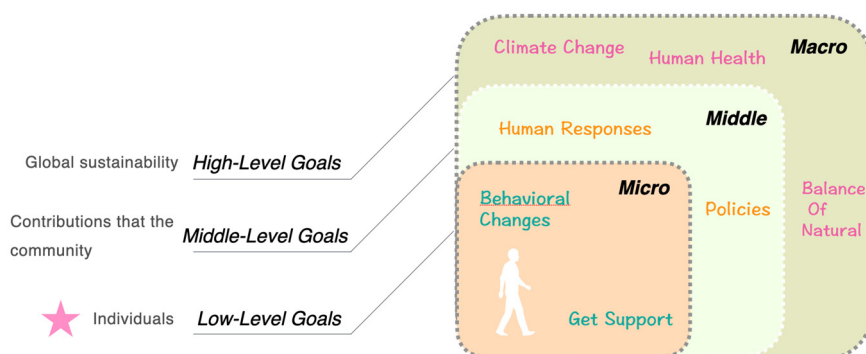 Climate Change
Human Health
Macro
Human Responses
Middle
Global sustainability
High-Level Goals
Behavioral
Changes
Micro
Policies
Balance
Of
Natural
Contributions that the
community
Middle-Level Goals
Individuals
Low-Level Goals
Get Support